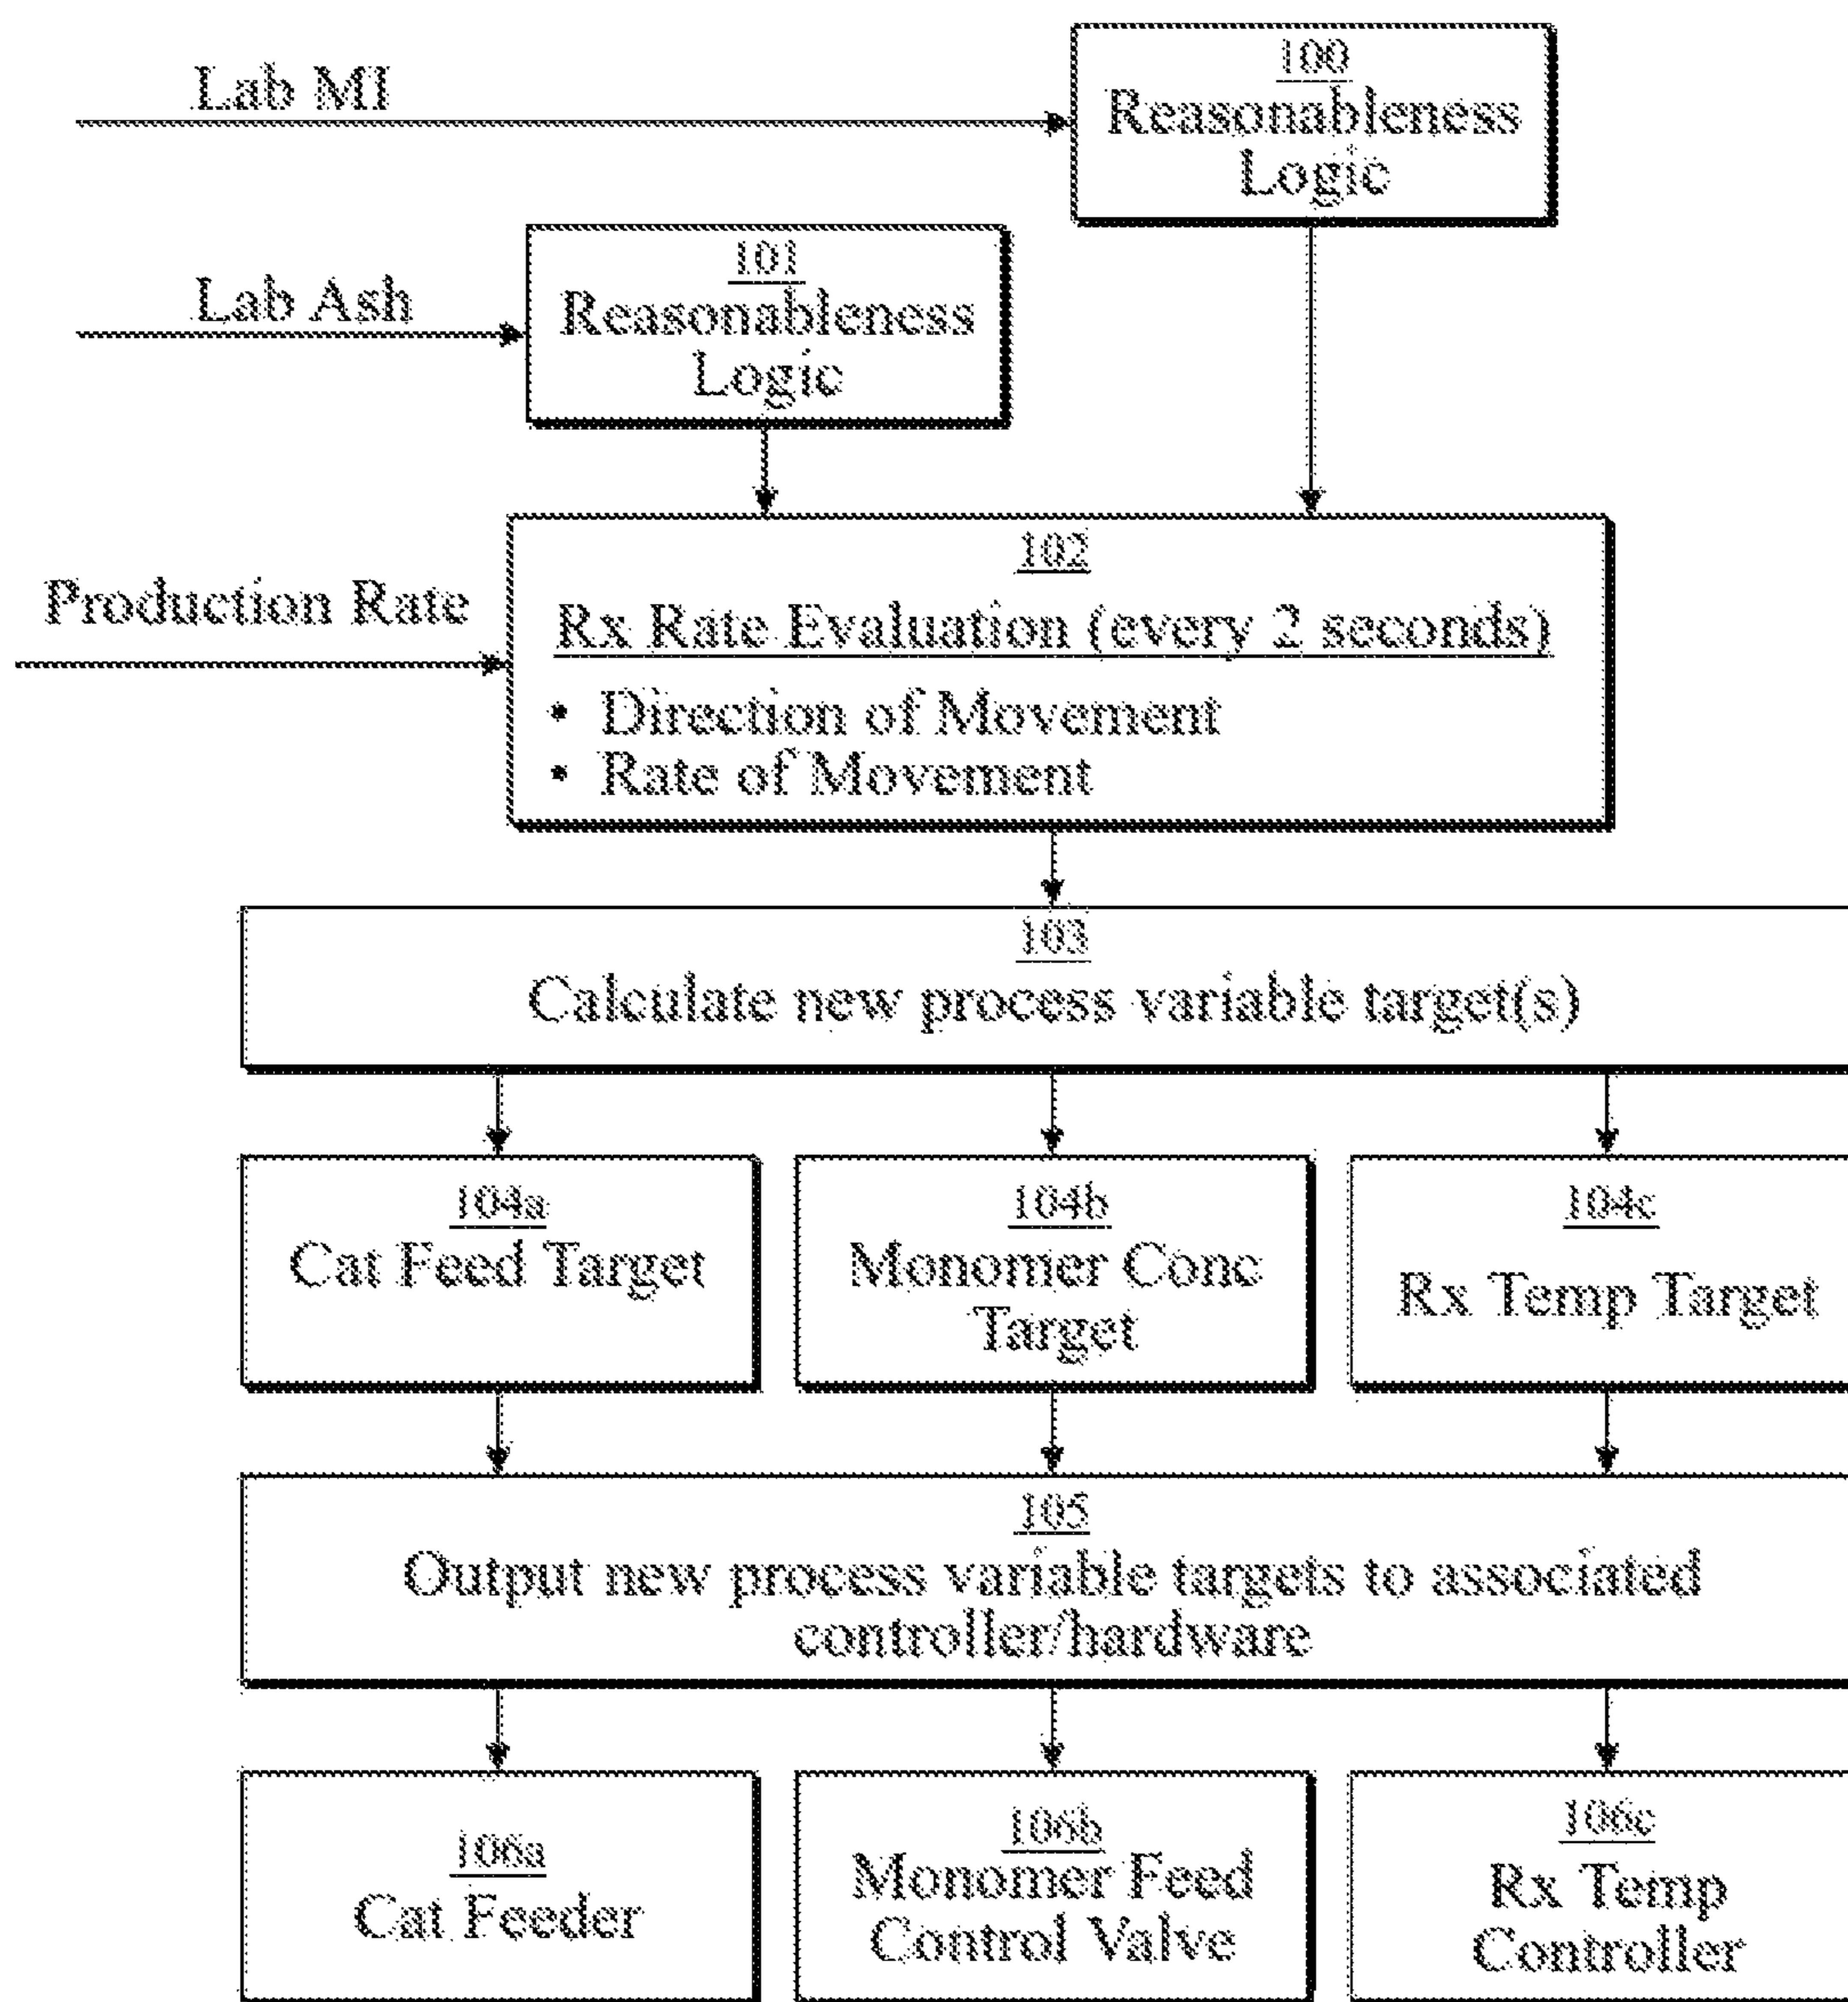 Lab MI
100
Reasonableness
Logic
Lab Ash
101
Reasonableness
Logic
Production Rate
102
Rx Rate Evaluation (every 2 seconds)
• Direction of Movement
• Rate of Movement
103
Calculate new process variable target(s)
104a
Cat Feed Target
104b
Monomer Conc
Target
104c
Rx Temp Target
105
Output new process variable targets to associated
controller/hardware
106a
Cat Feeder
106b
Monomer Feed
Control Valve
106c
Rx Temp
Controller